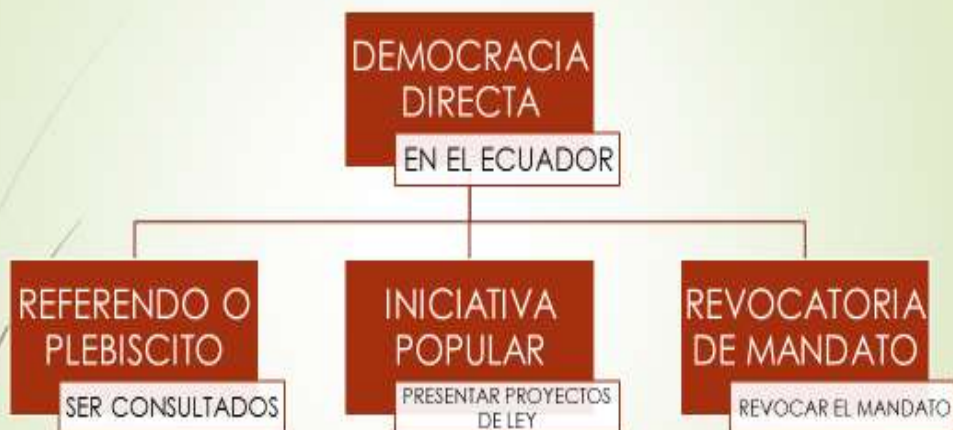 DEMOCRACIA
DIRECTA
EN EL ECUADOR
REFERENDO O
PLEBISCITO
SER CONSULTADOS
INICIATIVA
POPULAR
PRESENTAR PROYECTOS
DE LEY
REVOCATORIA
DE MANDATO
REVOCAR EL MANDATO